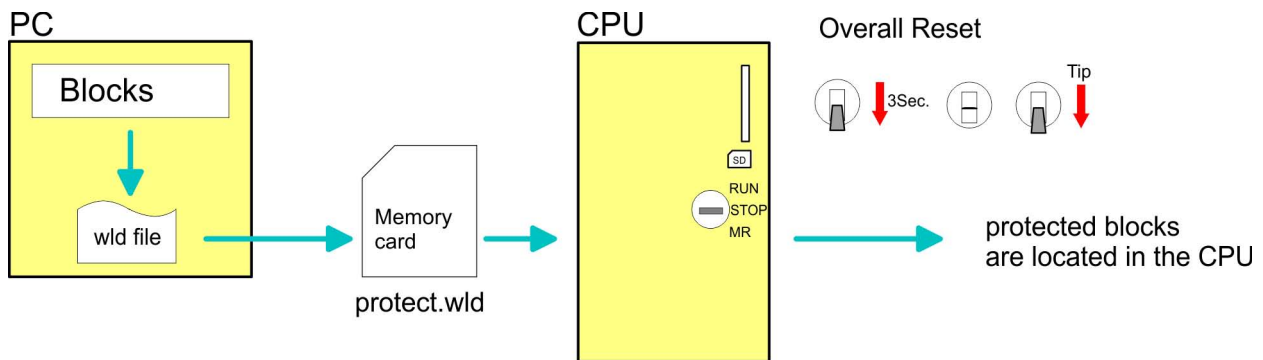 PC
Blocks
wld file
Memory
card
protect.wld
CPU
SD
RUN
STOP
MR
Overall Reset
3Sec.
Tip
protected blocks
are located in the CPU